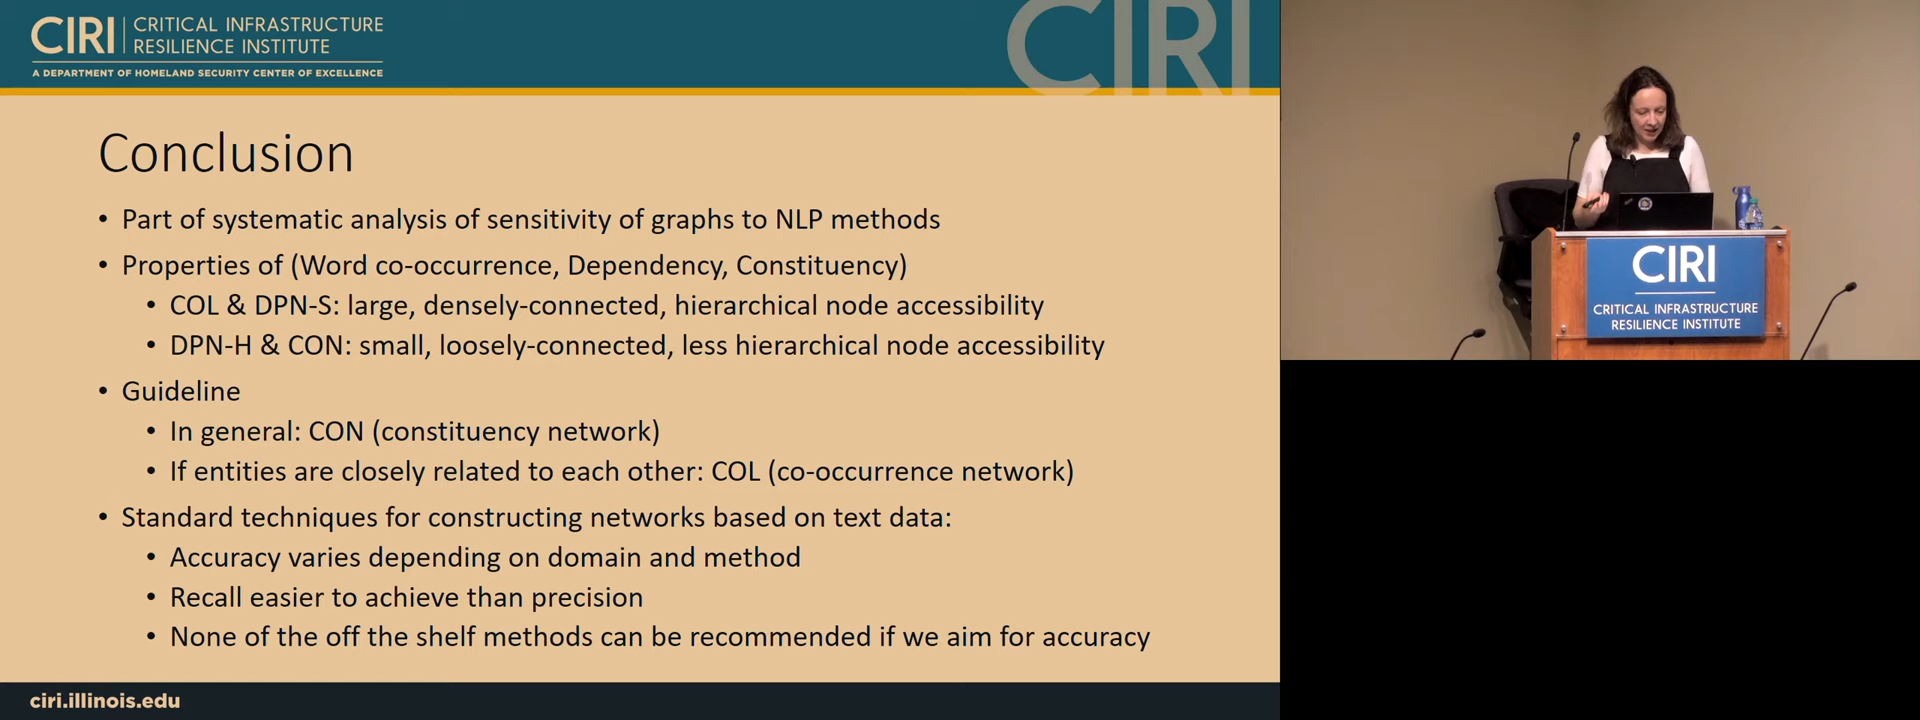 CIRI
CRITICAL INFRASTRUCTURE
RESILIENCE INSTITUTE
A DEPARTMENT OF HOMELAND SECURITY CENTER OF EXCELLENCE
CIRI
Conclusion
• Part of systematic analysis of sensitivity of graphs to NLP methods
• Properties of (Word co-occurrence, Dependency, Constituency)
• COL & DPN-S: large, densely-connected, hierarchical node accessibility
• DPN-H & CON: small, loosely-connected, less hierarchical node accessibility
• Guideline
• In general: CON (constituency network)
• If entities are closely related to each other: COL (co-occurrence network)
• Standard techniques for constructing networks based on text data:
• Accuracy varies depending on domain and method
• Recall easier to achieve than precision
• None of the off the shelf methods can be recommended if we aim for accuracy
ciri.illinois.edu
CIRI
CRITICAL INFRASTRUCTURE
RESILIENCE INSTITUTE